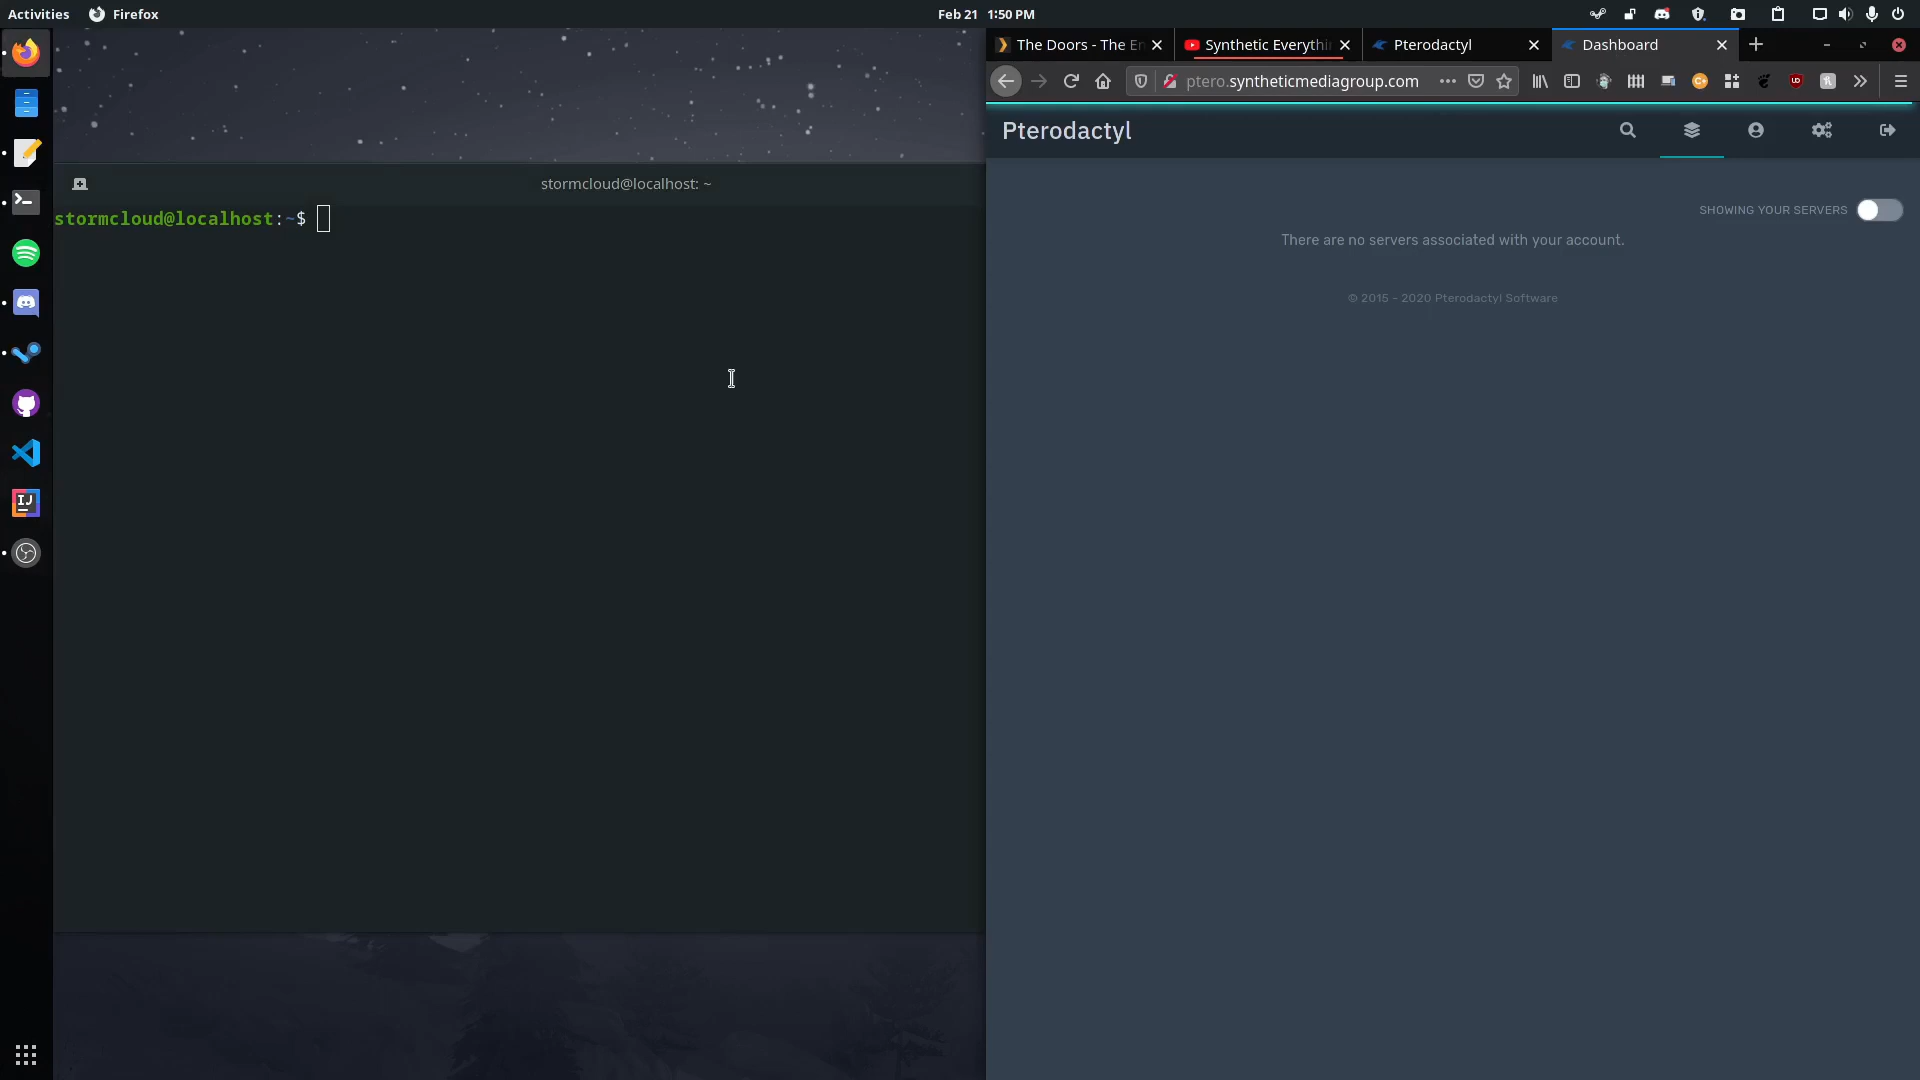 Activities
Firefox
Feb 21 1:50 PM
The Doors - The En
Synthetic Everythi
Pterodactyl
Dashboard
ptero.syntheticmediagroup.com
Pterodactyl
stormcloud@localhost: ~
stormcloud@localhost:~$
SHOWING YOUR SERVERS
There are no servers associated with your account.
© 2015 - 2020 Pterodactyl Software